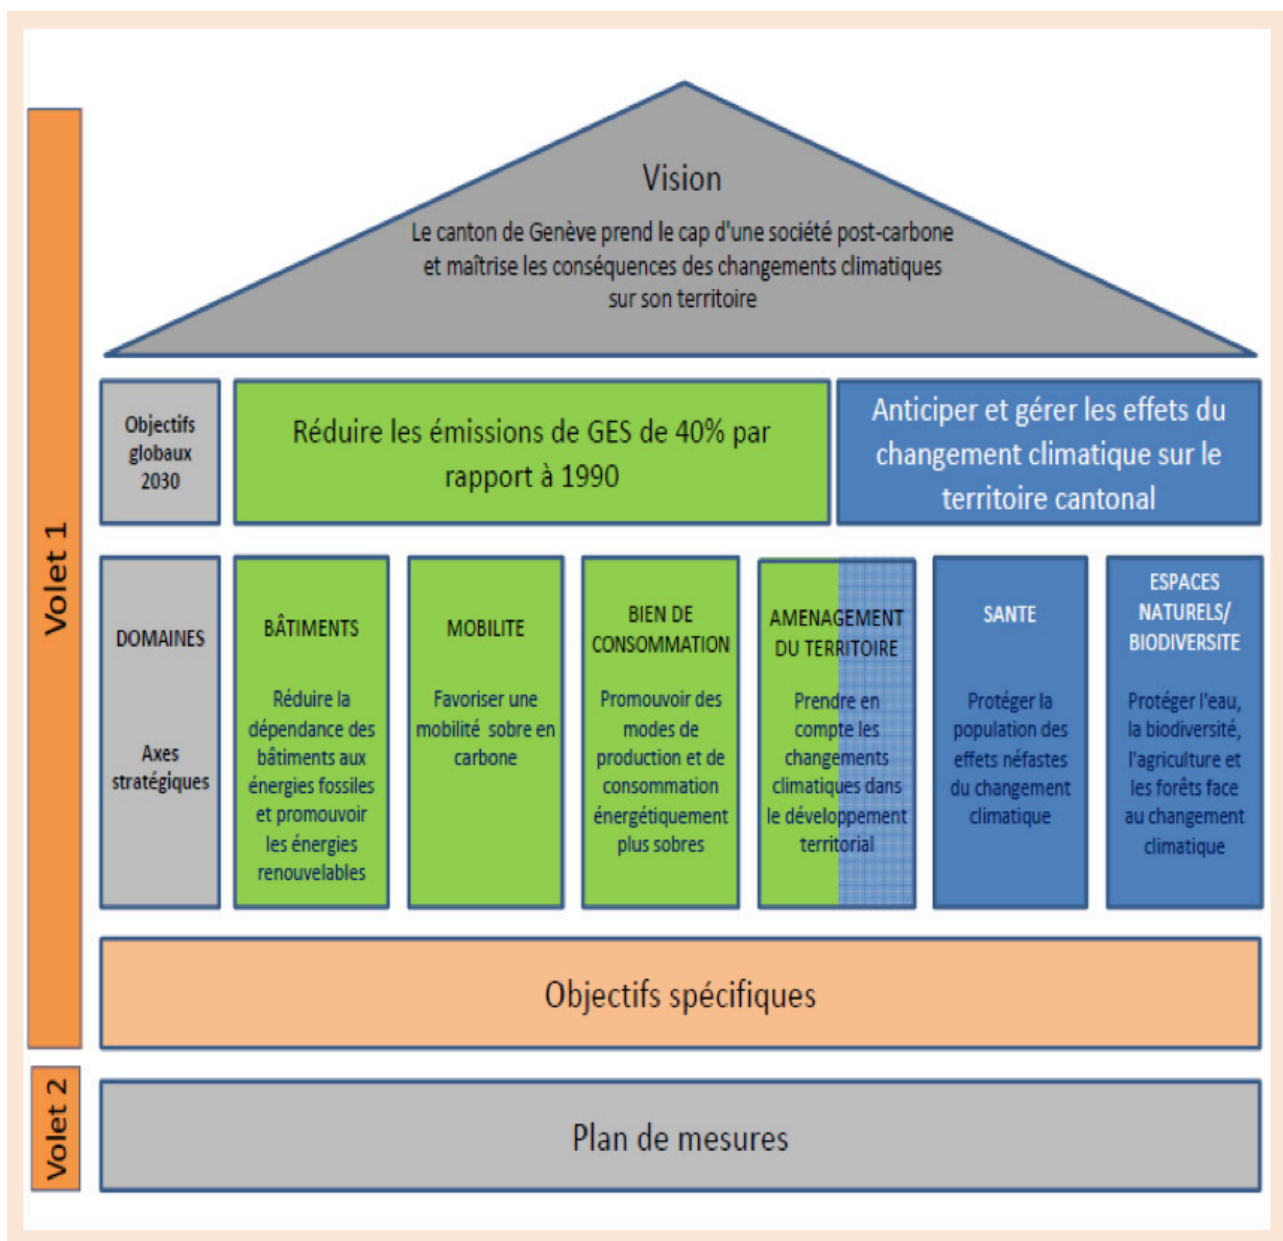 Vision
Le canton de Genève prend le cap d'une société post-carbone
et maîtrise les conséquences des changements climatiques
sur son territoire
Volet 1
Objectifs
globaux
2030
Réduire les émissions de GES de 40% par
rapport à 1990
Anticiper et gérer les effets du
changement climatique sur le
territoire cantonal
DOMAINES
Axes
stratégiques
BÂTIMENTS
Réduire la
dépendance des
bâtiments aux
énergies fossiles
et promouvoir
les énergies
renouvelables
MOBILITE
Favoriser une
mobilité sobre en
carbone
BIEN DE
CONSOMMATION
Promouvoir des
modes de
production et de
consommation
énergétiquement
plus sobres
AMENAGEMENT
DU TERRITOIRE
Prendre en
compte les
changements
climatiques dans
le développement
territorial
SANTE
Protéger la
population des
effets néfastes
du changement
climatique
ESPACES
NATURELS/
BIODIVERSITE
Protéger l'eau,
la biodiversité,
l'agriculture et
les forêts face
au changement
climatique
Objectifs spécifiques
Volet 2
Plan de mesures